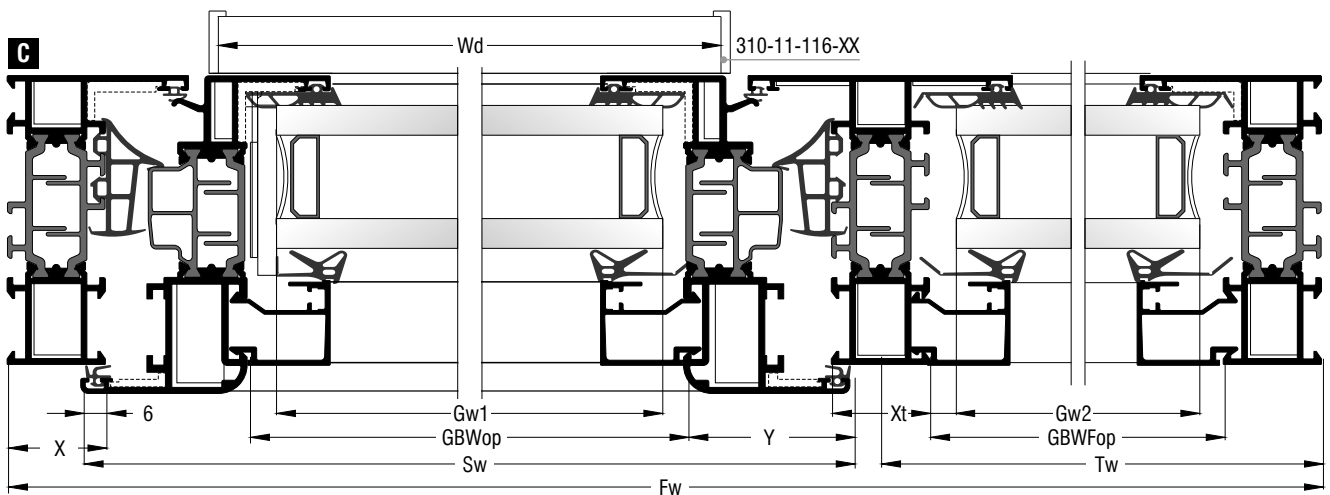 C
Wd
310-11-116-XX
6
Gw1
Xt
Gw2
X
GBWop
Y
GBWFop
Sw
Tw
Fw